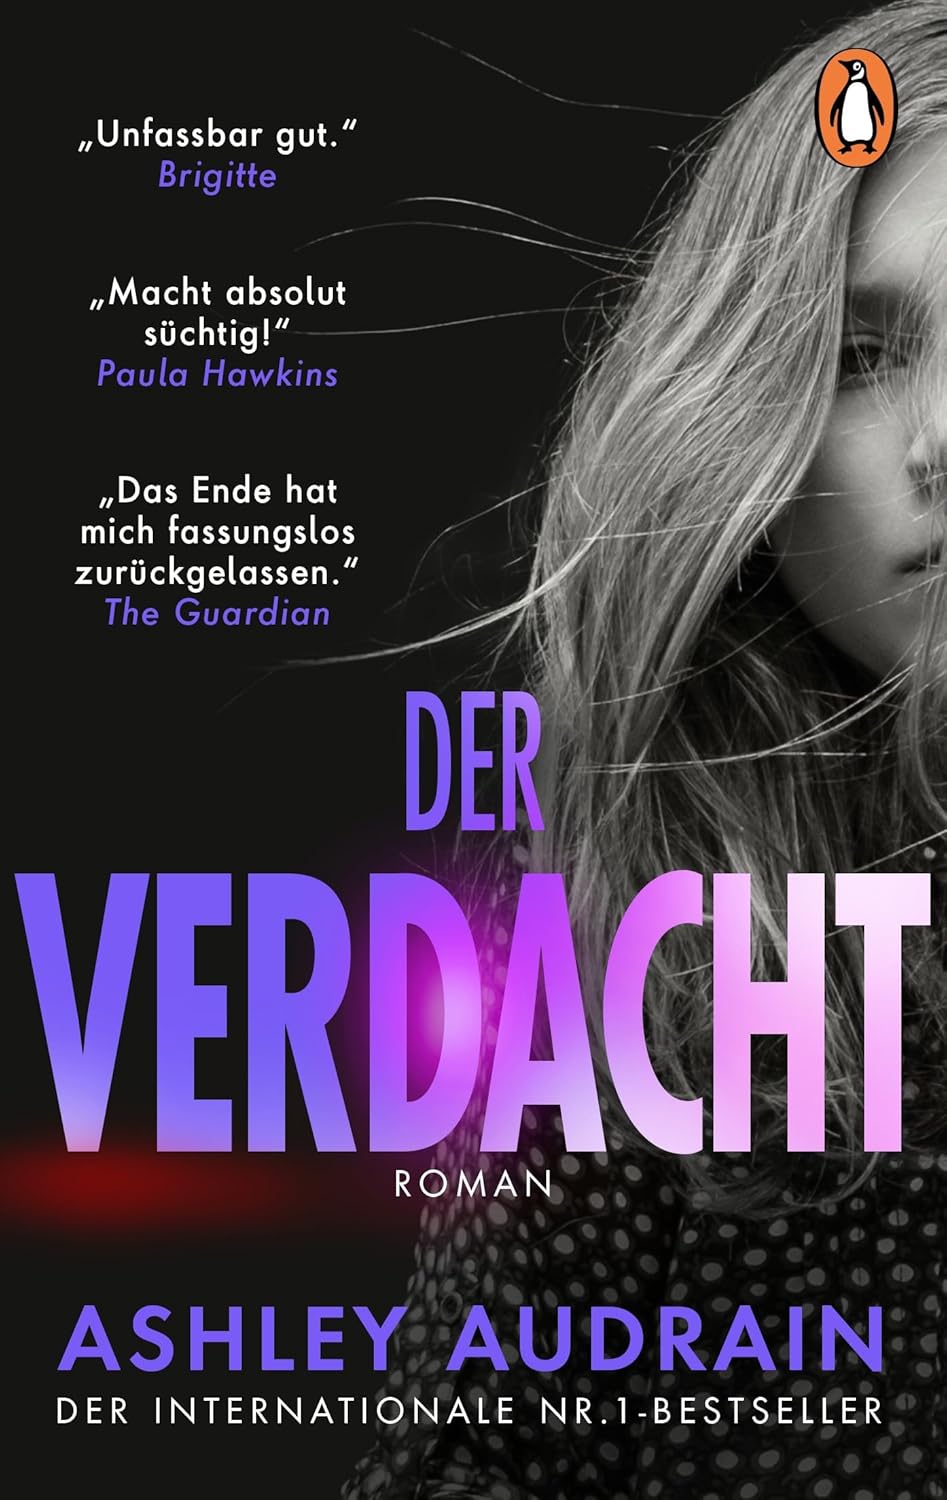 „Unfassbar gut.“
Brigitte
„Macht absolut
süchtig!“
Paula Hawkins
„Das Ende hat
mich fassungslos
zurückgelassen.“
The Guardian
DER
VERDACHT
ROMAN
ASHLEY AUDRAIN
DER INTERNATIONALE NR.1-BESTSELLER